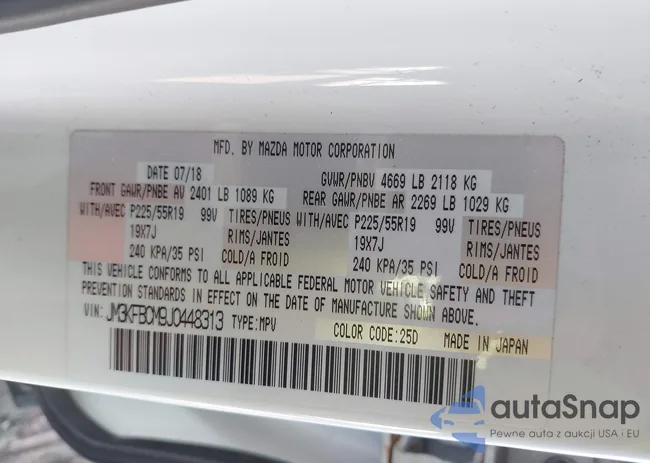 MFD. BY MAZDA MOTOR CORPORATION
DATE 07/18 GVWR/PNBV 4669 LB 2118 KG
FRONT GAWR/PNBE AV 2401 LB 1089 KG REAR GAWR/PNBE AR 2269 LB 1029 KG
WITH/AVEC P225/55R19 99V TIRES/PNEUS WITH/AVEC P225/55R19 99V TIRES/PNEUS
19X7J RIMS/JANTES 19X7J RIMS/JANTES
240 KPA/35 PSI COLD/A FROID 240 KPA/35 PSI COLD/A FROID
THIS VEHICLE CONFORMS TO ALL APPLICABLE FEDERAL MOTOR VEHICLE SAFETY AND THEFT
PREVENTION STANDARDS IN EFFECT ON THE DATE OF MANUFACTURE SHOWN ABOVE.
VIN: JM3KFBCM9J0448313 TYPE:MPV COLOR CODE:25D MADE IN JAPAN
autaSnap
Pewne auta z aukcji USA i EU